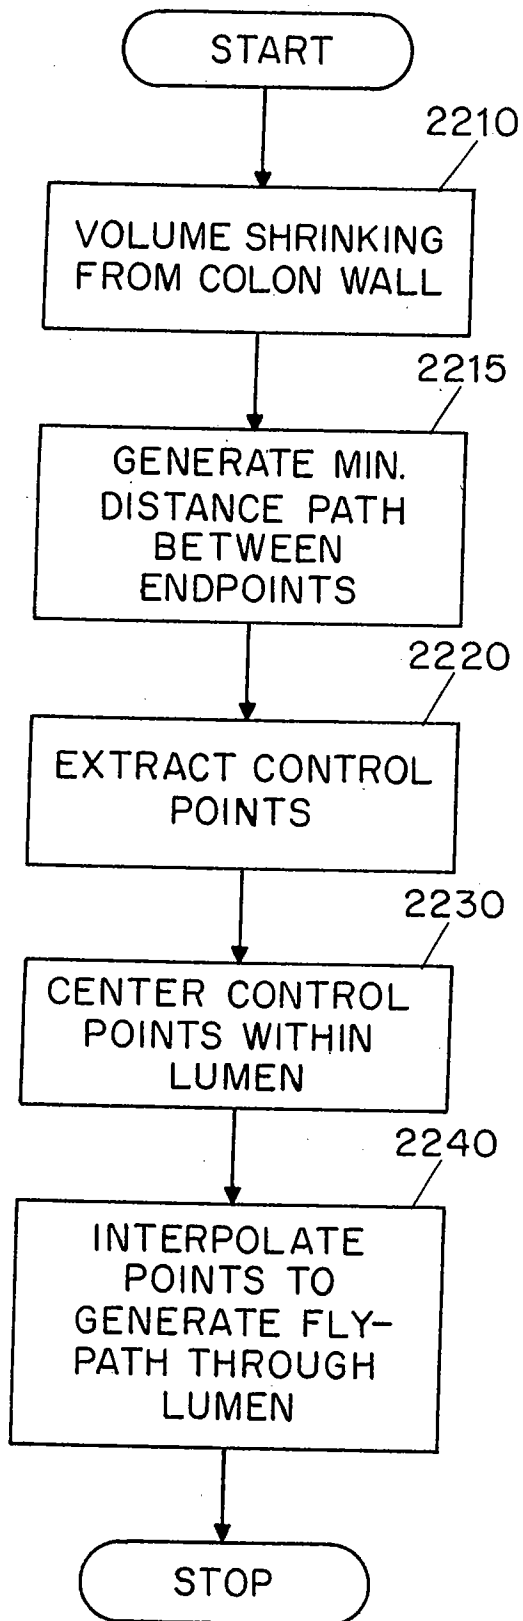 START
2210
VOLUME SHRINKING
FROM COLON WALL
2215
GENERATE MIN.
DISTANCE PATH
BETWEEN
ENDPOINTS
2220
EXTRACT CONTROL
POINTS
2230
CENTER CONTROL
POINTS WITHIN
LUMEN
2240
INTERPOLATE
POINTS TO
GENERATE FLY-
PATH THROUGH
LUMEN
STOP